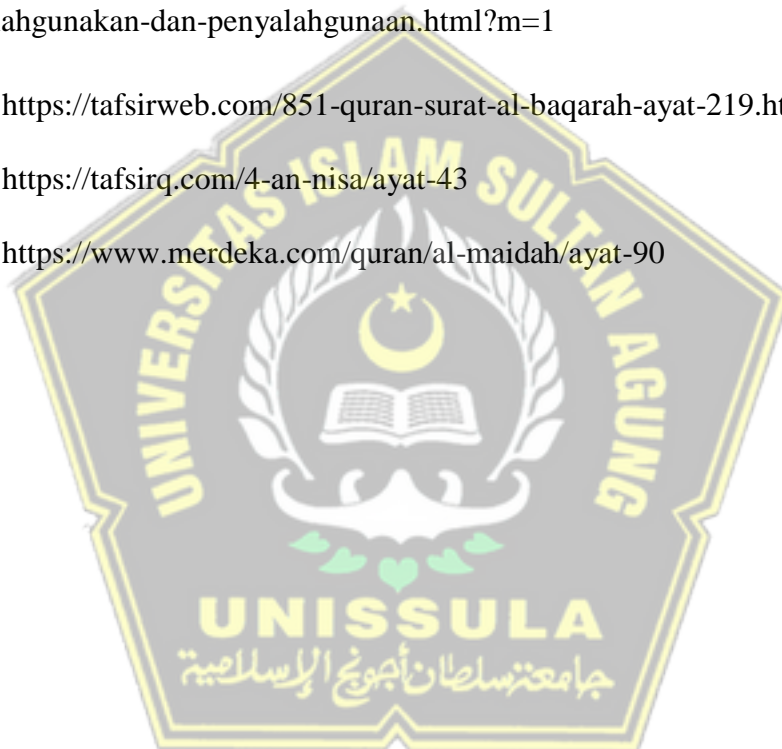 ahgunakan-dan-penyalahgunaan.html?m=1
https://tafsirweb.com/851-quran-surat-al-baqarah-ayat-219.ht
https://tafsirq.com/4-an-nisa/ayat-43
https://www.merdeka.com/quran/al-maidah/ayat-90
UNIVERSITAS ISLAM SULTAN AGUNG
UNISSULA
جامعة سلطان أجونج الإسلامية